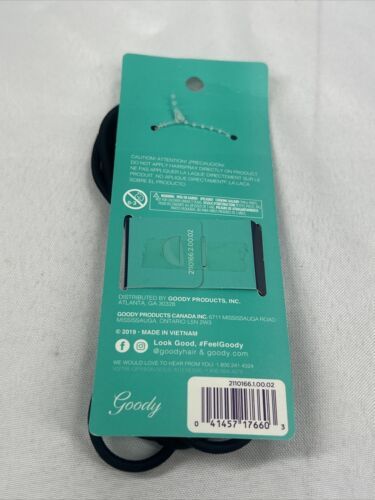 CAUTION! ATTENTION! ¡PRECAUCIÓN!
DO NOT APPLY HAIRSPRAY DIRECTLY ON PRODUCT.
NE PAS APPLIQUER LA LAQUE DIRECTEMENT SUR LE
PRODUIT. NO APLIQUE DIRECTAMENTE LA LACA
SOBRE EL PRODUCTO.
WARNING:
2110166.2.00.02
DISTRIBUTED BY GOODY PRODUCTS, INC.
ATLANTA, GA 30328
GOODY PRODUCTS CANADA INC. 6711 MISSISSAUGA ROAD
MISSISSAUGA, ONTARIO L5N 2W3
© 2019 • MADE IN VIETNAM
Look Good, #FeelGoody
@goodyhair & goody.com
WE WOULD LOVE TO HEAR FROM YOU. 1.800.241.4324
Goody
2110166.1.00.02
0 41457 17660 3